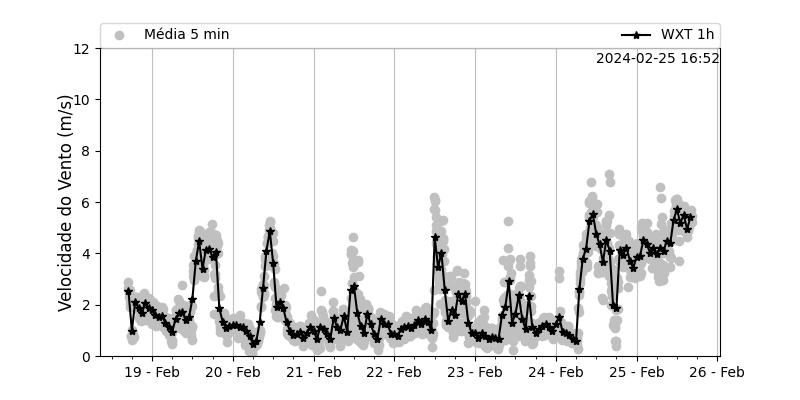 Média 5 min
WXT 1h
2024-02-25 16:52
12
10
8
6
4
2
0
Velocidade do Vento (m/s)
19 - Feb 20 - Feb 21 - Feb 22 - Feb 23 - Feb 24 - Feb 25 - Feb 26 - Feb